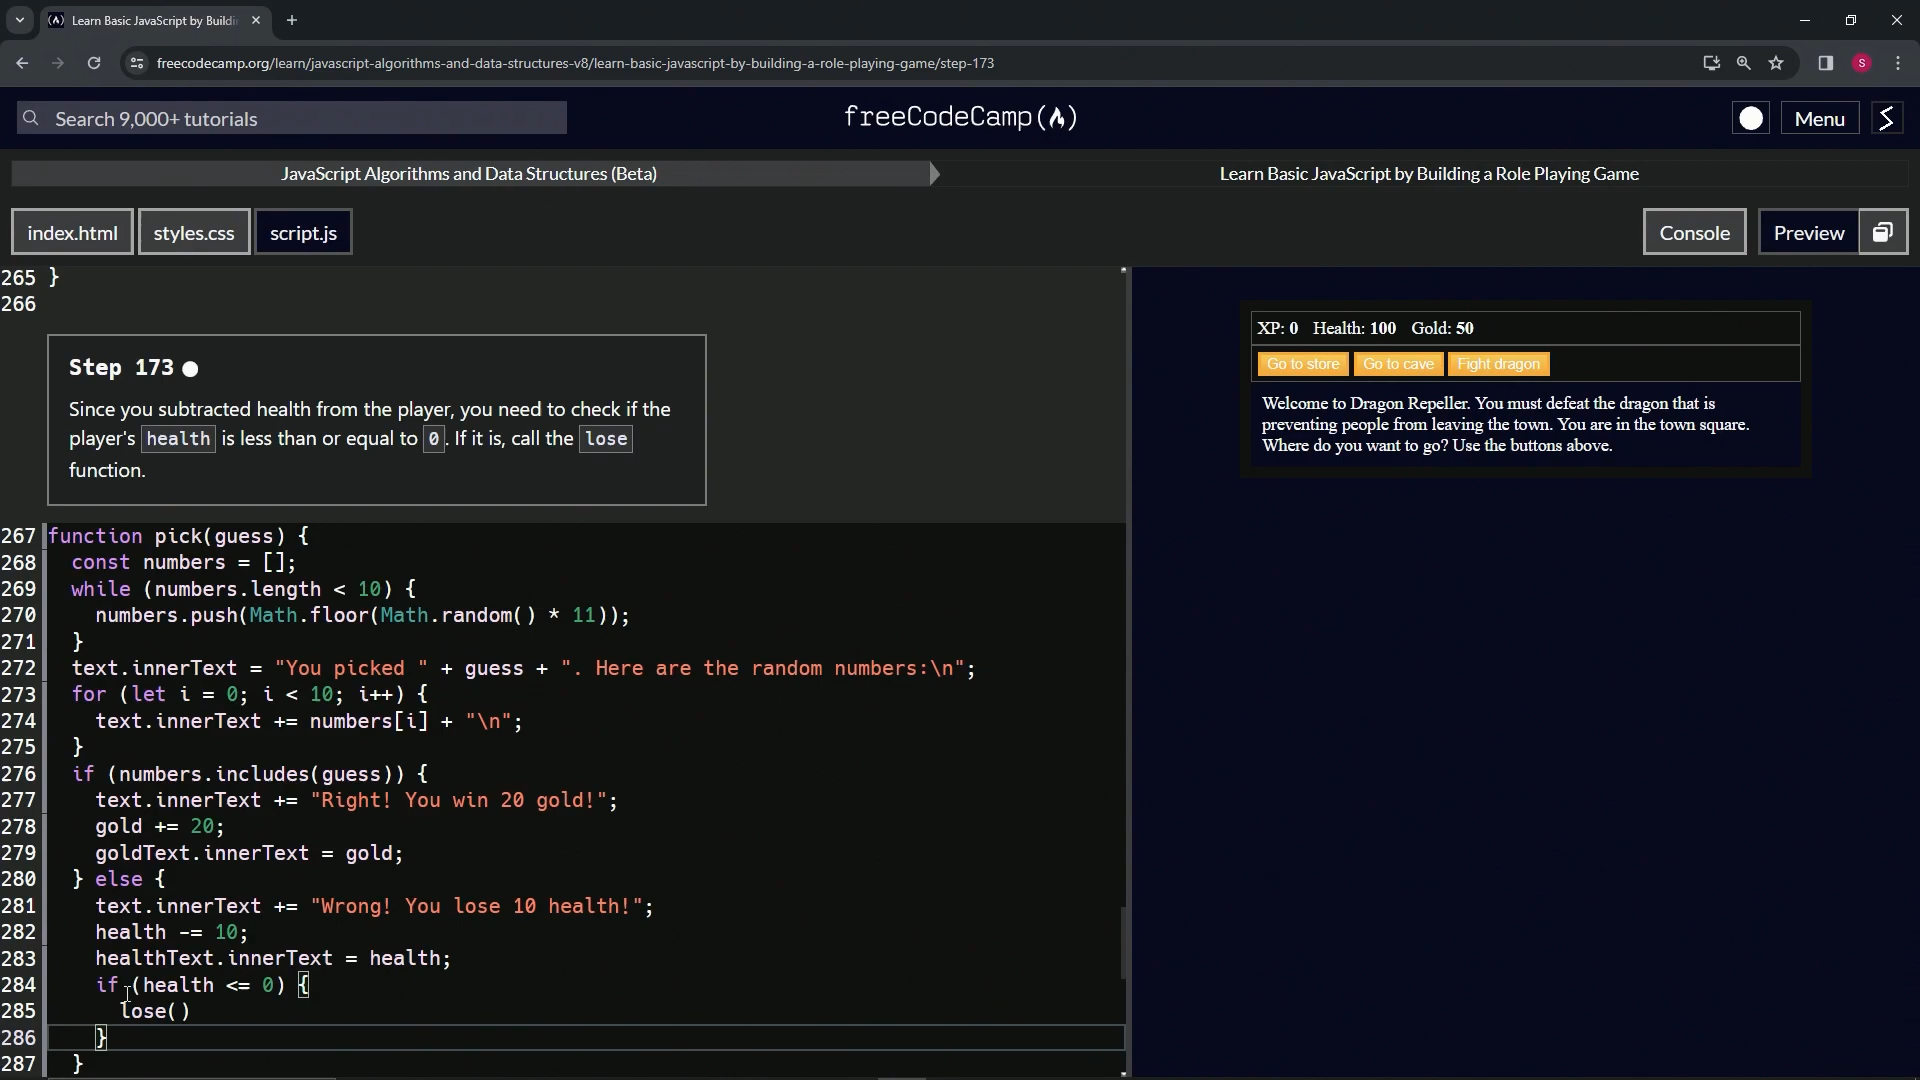 Learn Basic JavaScript by Buildi
freecodecamp.org/learn/javascript-algorithms-and-data-structures-v8/learn-basic-javascript-by-building-a-role-playing-game/step-173
S
Search 9,000+ tutorials
freeCodeCamp
Menu
JavaScript Algorithms and Data Structures (Beta)
Learn Basic JavaScript by Building a Role Playing Game
index.html
styles.css
script.js
Console
Preview
265 }
266
Step 173
Since you subtracted health from the player, you need to check if the
player's health is less than or equal to 0. If it is, call the lose
function.
267 function pick(guess) {
268 const numbers = [];
269 while (numbers.length < 10) {
270 numbers.push(Math.floor(Math.random() * 11));
271 }
272 text.innerText = "You picked " + guess + ". Here are the random numbers:\n";
273 for (let i = 0; i < 10; i++) {
274 text.innerText += numbers[i] + "\n";
275 }
276 if (numbers.includes(guess)) {
277 text.innerText += "Right! You win 20 gold!";
278 gold += 20;
279 goldText.innerText = gold;
280 } else {
281 text.innerText += "Wrong! You lose 10 health!";
282 health -= 10;
283 healthText.innerText = health;
284 if (health <= 0) {
285 lose()
286 }
287 }
XP: 0 Health: 100 Gold: 50
Go to store
Go to cave
Fight dragon
Welcome to Dragon Repeller. You must defeat the dragon that is
preventing people from leaving the town. You are in the town square.
Where do you want to go? Use the buttons above.